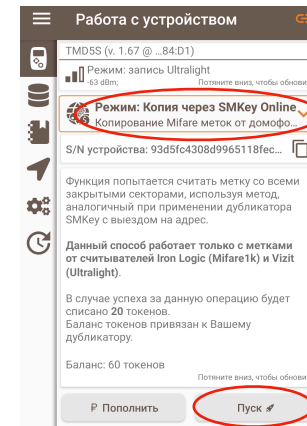 Работа с устройством
TMD5S (v. 1.67 @ ...84:D1)
Режим: запись Ultralight
-63 dBm;
Потяните вниз, чтобы обнови
Режим: Копия через SMKey Online
Копирование Mifare меток от домофо...
S/N устройства: 93d5fc4308d9965118fec...
Функция попытается считать метку со всеми
закрытыми секторами, используя метод,
аналогичный при применении дубликатора
SMKey с выездом на адрес.
Данный способ работает только с метками
от считывателей Iron Logic (Mifare1k) и Vizit
(Ultralight).
В случае успеха за данную операцию будет
списано 20 токенов.
Баланс токенов привязан к Вашему
дубликатору.
Баланс: 60 токенов
Потяните вниз, чтобы обнови
₽ Пополнить
Пуск